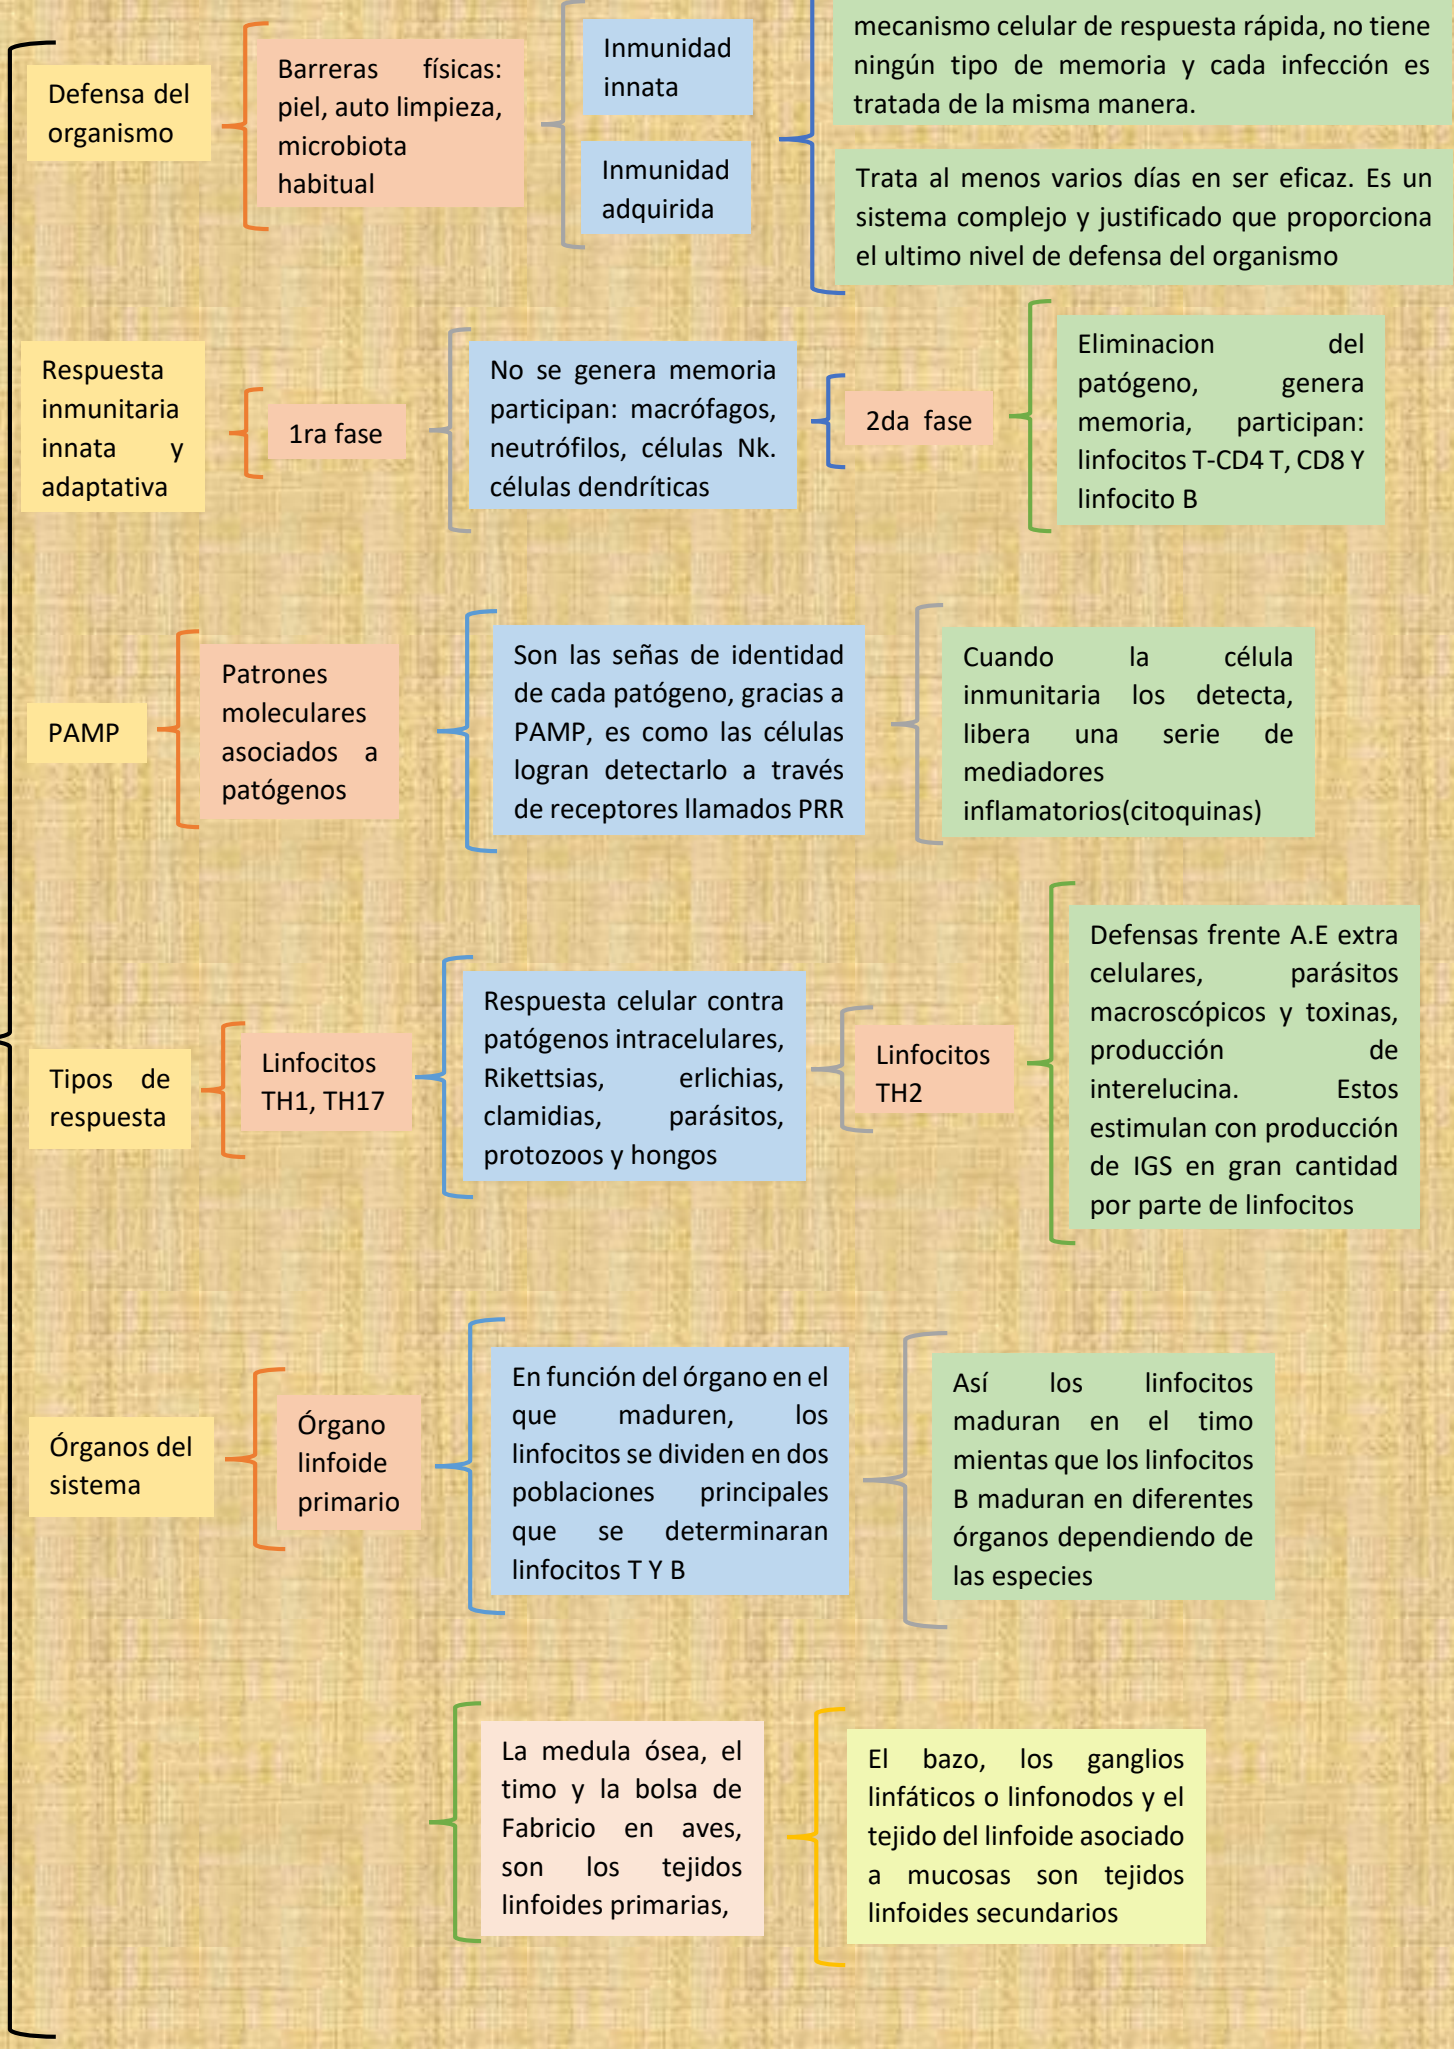 Defensa del
organismo
Barreras físicas:
piel, auto limpieza,
microbiota
habitual
Inmunidad
innata
Inmunidad
adquirida
mecanismo celular de respuesta rápida, no tiene
ningún tipo de memoria y cada infección es
tratada de la misma manera.
Trata al menos varios días en ser eficaz. Es un
sistema complejo y justificado que proporciona
el ultimo nivel de defensa del organismo
Respuesta
inmunitaria
innata y
adaptativa
1ra fase
No se genera memoria
participan: macrófagos,
neutrófilos, células Nk.
células dendríticas
2da fase
Eliminacion del
patógeno, genera
memoria, participan:
linfocitos T-CD4 T, CD8 Y
linfocito B
PAMP
Patrones
moleculares
asociados a
patógenos
Son las señas de identidad
de cada patógeno, gracias a
PAMP, es como las células
logran detectarlo a través
de receptores llamados PRR
Cuando la célula
inmunitaria los detecta,
libera una serie de
mediadores
inflamatorios(citoquinas)
Tipos de
respuesta
Linfocitos
TH1, TH17
Respuesta celular contra
patógenos intracelulares,
Rikettsias, erlichias,
clamidias, parásitos,
protozoos y hongos
Linfocitos
TH2
Defensas frente A.E extra
celulares, parásitos
macroscópicos y toxinas,
producción de
interelucina. Estos
estimulan con producción
de IGS en gran cantidad
por parte de linfocitos
Órganos del
sistema
Órgano
linfoide
primario
En función del órgano en el
que maduren, los
linfocitos se dividen en dos
poblaciones principales
que se determinaran
linfocitos T Y B
Así los linfocitos
maduran en el timo
mientas que los linfocitos
B maduran en diferentes
órganos dependiendo de
las especies
La medula ósea, el
timo y la bolsa de
Fabricio en aves,
son los tejidos
linfoides primarias,
El bazo, los ganglios
linfáticos o linfonodos y el
tejido del linfoide asociado
a mucosas son tejidos
linfoides secundarios